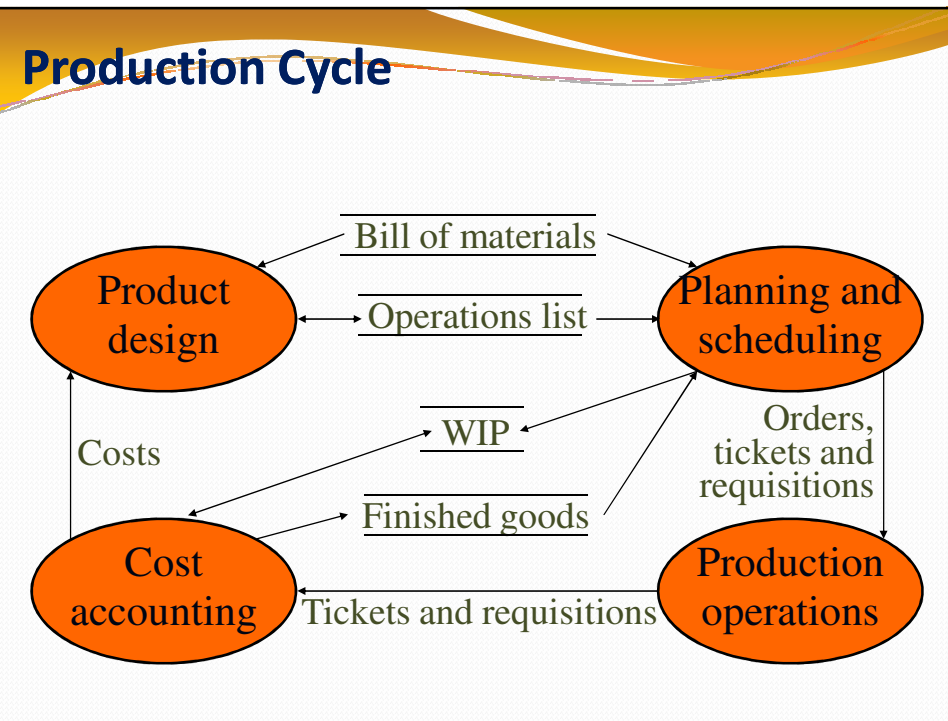 Production Cycle
Bill of materials
Product
design
Operations list
Planning and
scheduling
WIP
Costs
Orders,
tickets and
requisitions
Finished goods
Cost
accounting
Tickets and requisitions
Production
operations